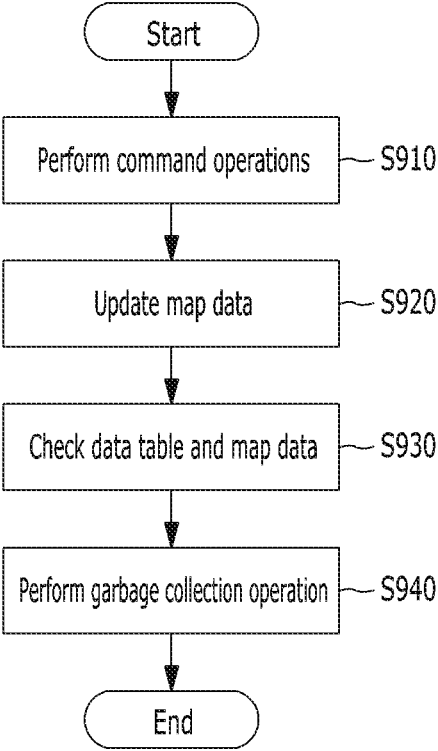 Start
Perform command operations
S910
Update map data
S920
Check data table and map data
S930
Perform garbage collection operation
S940
End